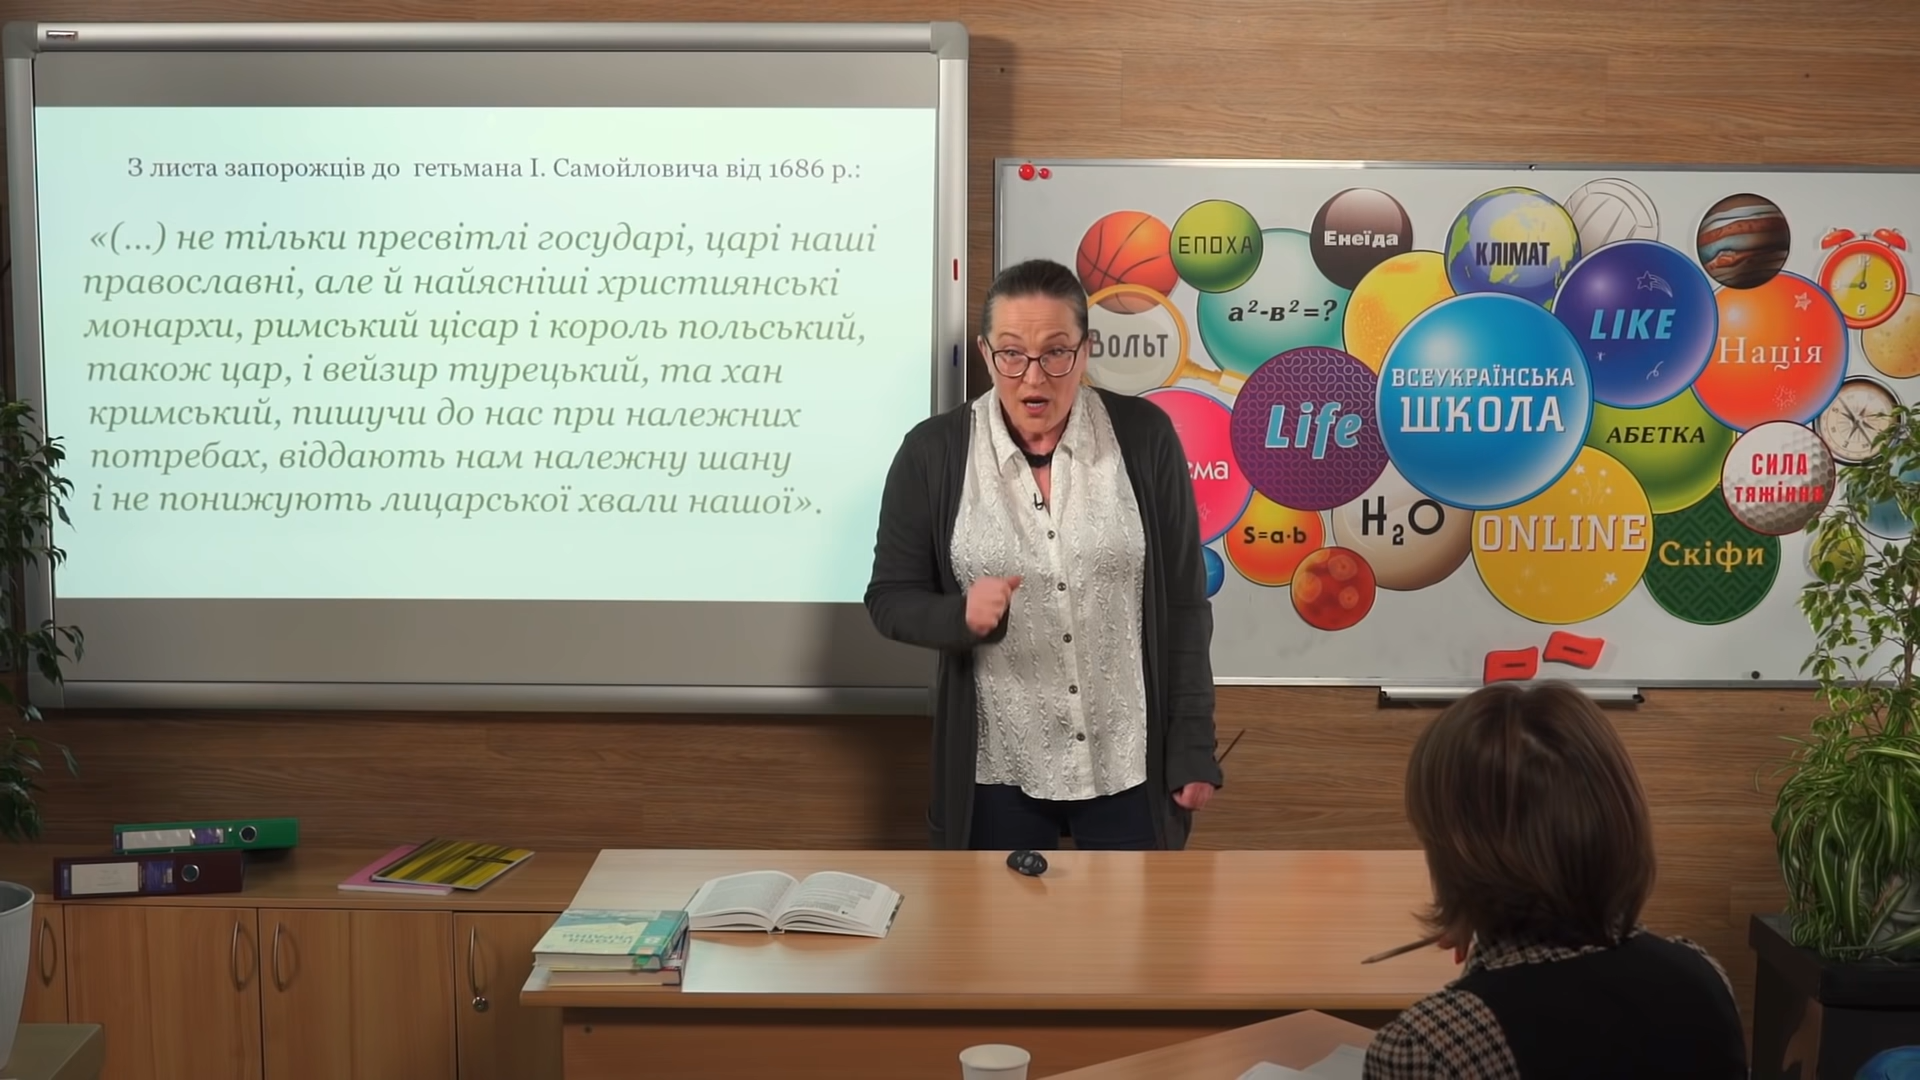 З листа запорожців до гетьмана І. Самойловича від 1686 р.:
«(...) не тільки пресвітлі государі, царі наші
православні, але й найясніші християнські
монархи, римський цісар і король польський,
також цар, і вейзир турецький, та хан
кримський, пишучи до нас при належних
потребах, віддають нам належну шану
і не понижують лицарської хвали нашої».
ЕПОХА
Енеїда
КЛІМАТ
a²-в²=?
Вольт
LIKE
Нація
ВСЕУКРАЇНСЬКА
ШКОЛА
Life
АБЕТКА
СИЛА
ТЯЖІННЯ
S=a·b
H₂O
ONLINE
Скіфи